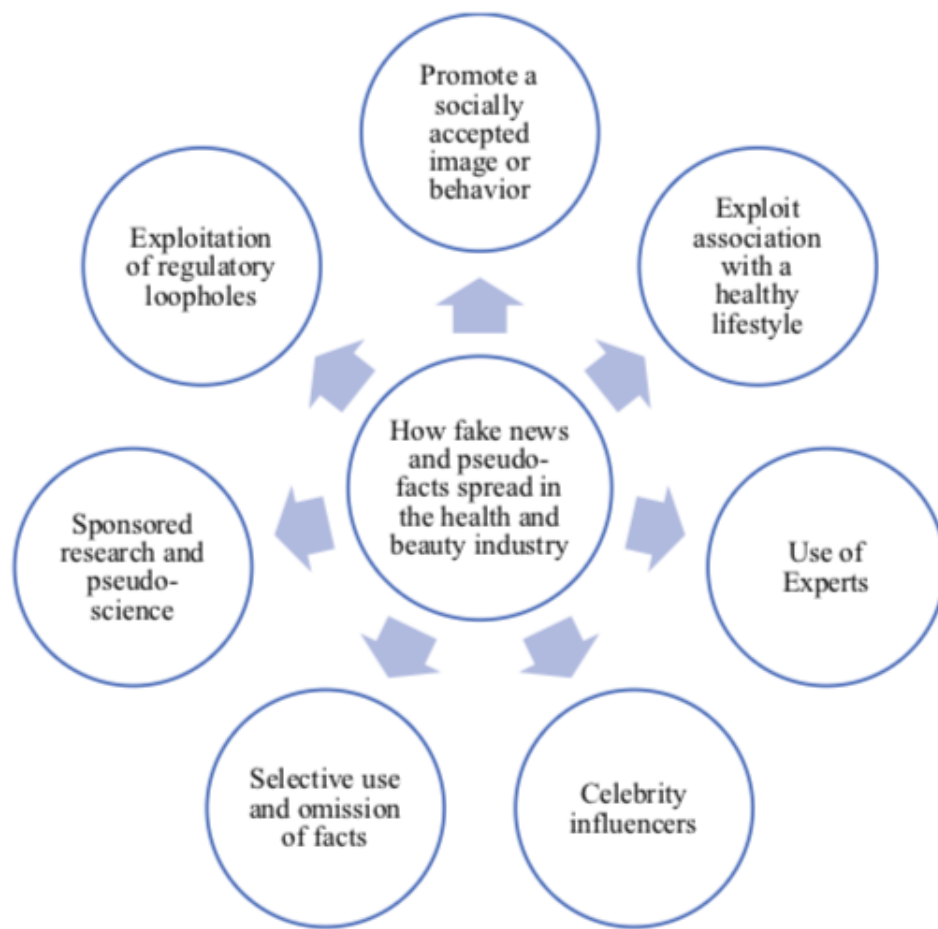 Promote a
socially
accepted
image or
behavior
Exploit
association
with a
healthy
lifestyle
Use of
Experts
Celebrity
influencers
Selective use
and omission
of facts
Sponsored
research and
pseudo-
science
Exploitation
of regulatory
loopholes
How fake news
and pseudo-
facts spread in
the health and
beauty industry